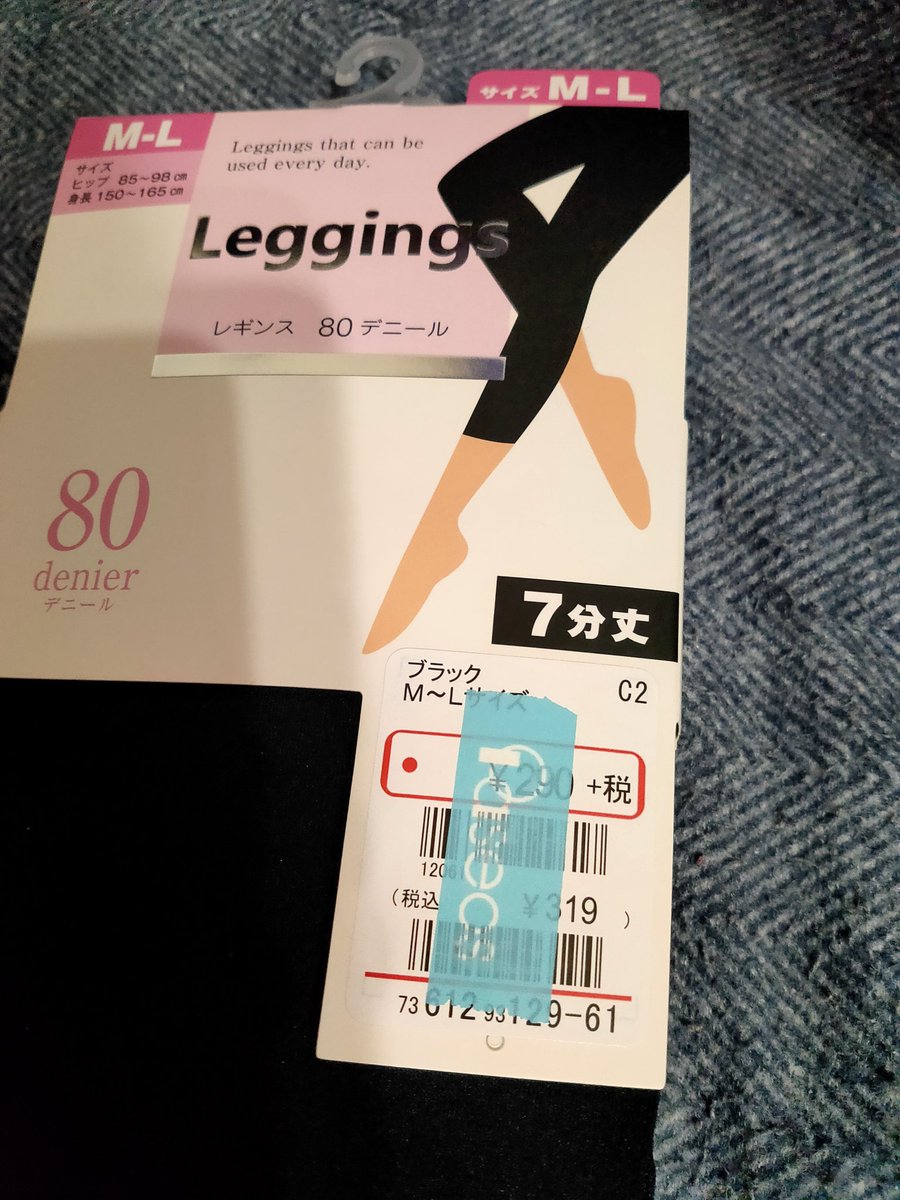 サイズ M-L
M-L
サイズ
ヒップ 85~98㎝
身長 150~165㎝
Leggings that can be
used every day.
Leggings
レギンス 80 デニール
80
denier
デニール
7分丈
ブラック
M~Lサイズ
C2
¥290 +税
1206
(税込 ¥319 )
73 612 93 129-61